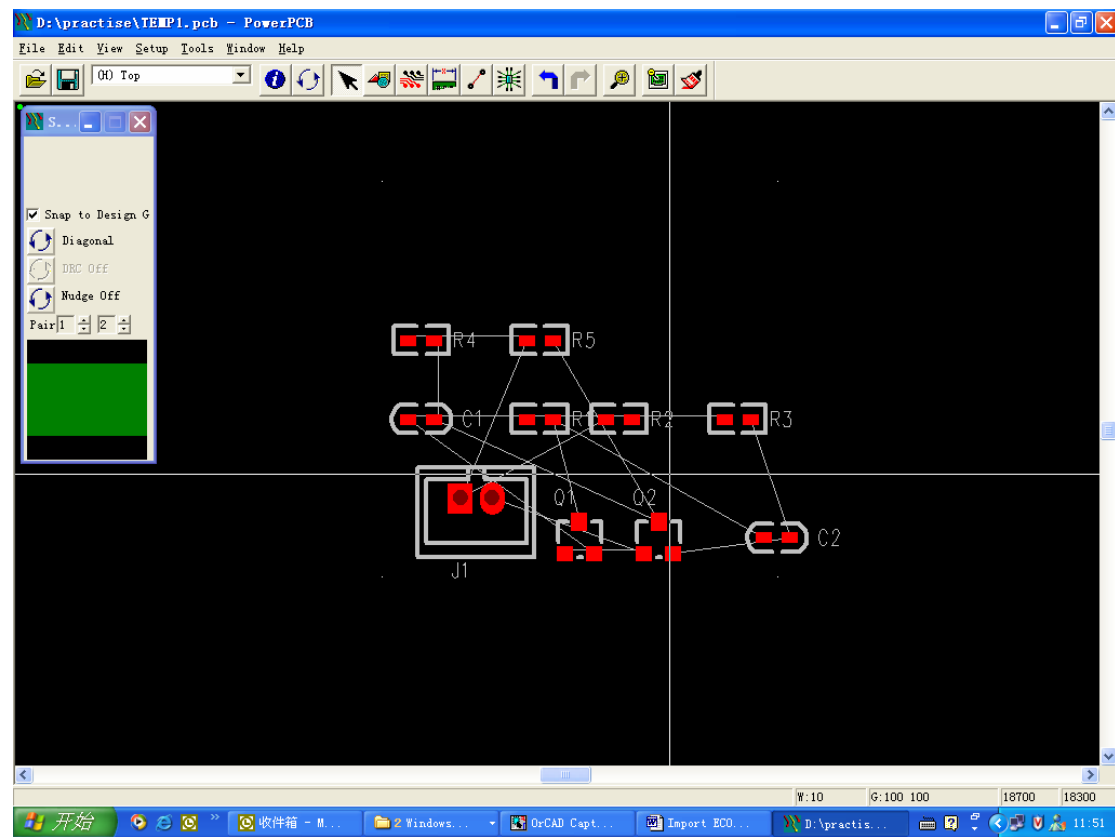 D:\practise\TEMP1.pcb - PowerPCB
File Edit View Setup Tools Window Help
(H) Top
S...
Snap to Design G
Diagonal
DRC Off
Nudge Off
Pair 1 2
R4 R5
C1 R1 R2 R3
Q1 Q2
C2
J1
W:10 G:100 100 18700 18300
开始 » 收件箱 - M... 2 Windows... OrCAD Capt... Import ECO... D:\practis... 11:51